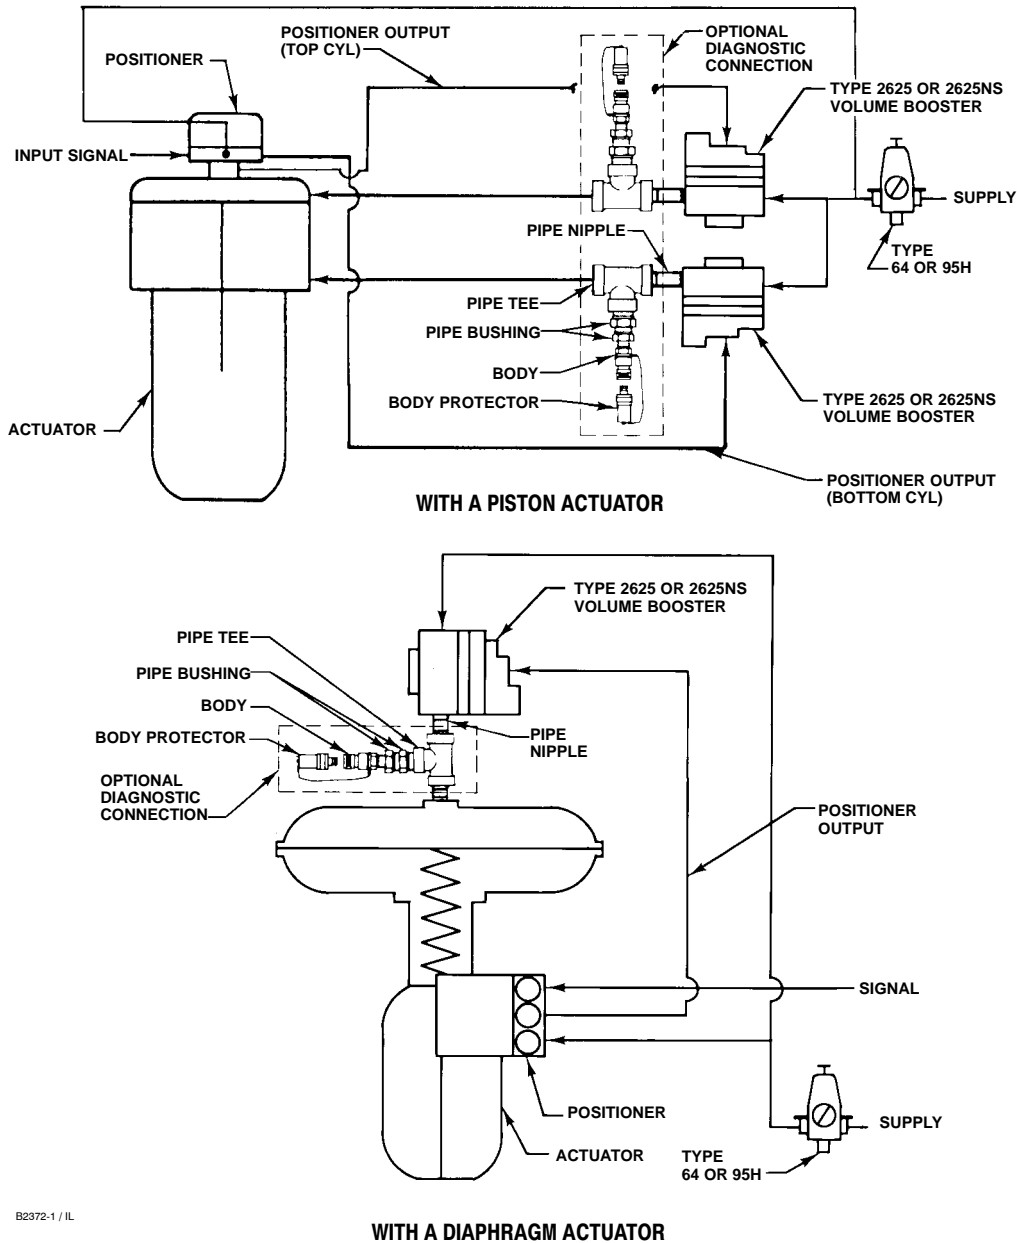 POSITIONER OUTPUT
(TOP CYL)
OPTIONAL
DIAGNOSTIC
CONNECTION
POSITIONER
TYPE 2625 OR 2625NS
VOLUME BOOSTER
INPUT SIGNAL
SUPPLY
PIPE NIPPLE
TYPE
64 OR 95H
PIPE TEE
PIPE BUSHING
BODY
BODY PROTECTOR
TYPE 2625 OR 2625NS
VOLUME BOOSTER
ACTUATOR
POSITIONER OUTPUT
(BOTTOM CYL)
WITH A PISTON ACTUATOR
TYPE 2625 OR 2625NS
VOLUME BOOSTER
PIPE TEE
PIPE BUSHING
BODY
BODY PROTECTOR
PIPE
NIPPLE
OPTIONAL
DIAGNOSTIC
CONNECTION
POSITIONER
OUTPUT
SIGNAL
POSITIONER
SUPPLY
ACTUATOR
TYPE
64 OR 95H
B2372-1 / IL
WITH A DIAPHRAGM ACTUATOR